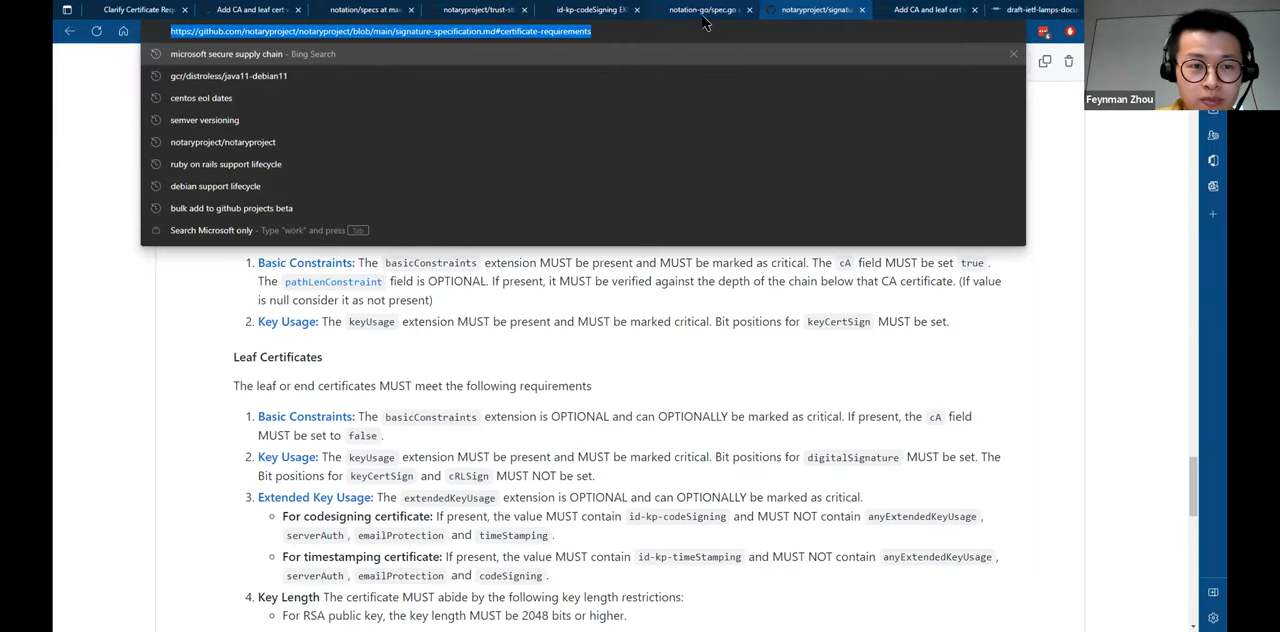 Clarify Certificate Requ
Add CA and leaf cert v
notation/specs at ma
notaryproject/trust-st
id-kp-codeSigning EK
notation-go/spec.go
notaryproject/signatu
Add CA and leaf cert v
draft-ietf-lamps-docu
https://github.com/notaryproject/notaryproject/blob/main/signature-specification.md#certificate-requirements
microsoft secure supply chain - Bing Search
gcr/distroless/java11-debian11
centos eol dates
semver versioning
notaryproject/notaryproject
ruby on rails support lifecycle
debian support lifecycle
bulk add to github projects beta
Search Microsoft only - Type "work" and press Tab
Feynman Zhou
1. Basic Constraints: The basicConstraints extension MUST be present and MUST be marked as critical. The cA field MUST be set true .
The pathLenConstraint field is OPTIONAL. If present, it MUST be verified against the depth of the chain below that CA certificate. (If value
is null consider it as not present)
2. Key Usage: The keyUsage extension MUST be present and MUST be marked critical. Bit positions for keyCertSign MUST be set.
Leaf Certificates
The leaf or end certificates MUST meet the following requirements
1. Basic Constraints: The basicConstraints extension is OPTIONAL and can OPTIONALLY be marked as critical. If present, the cA field
MUST be set to false .
2. Key Usage: The keyUsage extension MUST be present and MUST be marked critical. Bit positions for digitalSignature MUST be set. The
Bit positions for keyCertSign and cRLSign MUST NOT be set.
3. Extended Key Usage: The extendedKeyUsage extension is OPTIONAL and can OPTIONALLY be marked as critical.
For codesigning certificate: If present, the value MUST contain id-kp-codeSigning and MUST NOT contain anyExtendedKeyUsage ,
serverAuth , emailProtection and timeStamping .
For timestamping certificate: If present, the value MUST contain id-kp-timeStamping and MUST NOT contain anyExtendedKeyUsage ,
serverAuth , emailProtection and codeSigning .
4. Key Length The certificate MUST abide by the following key length restrictions:
For RSA public key, the key length MUST be 2048 bits or higher.